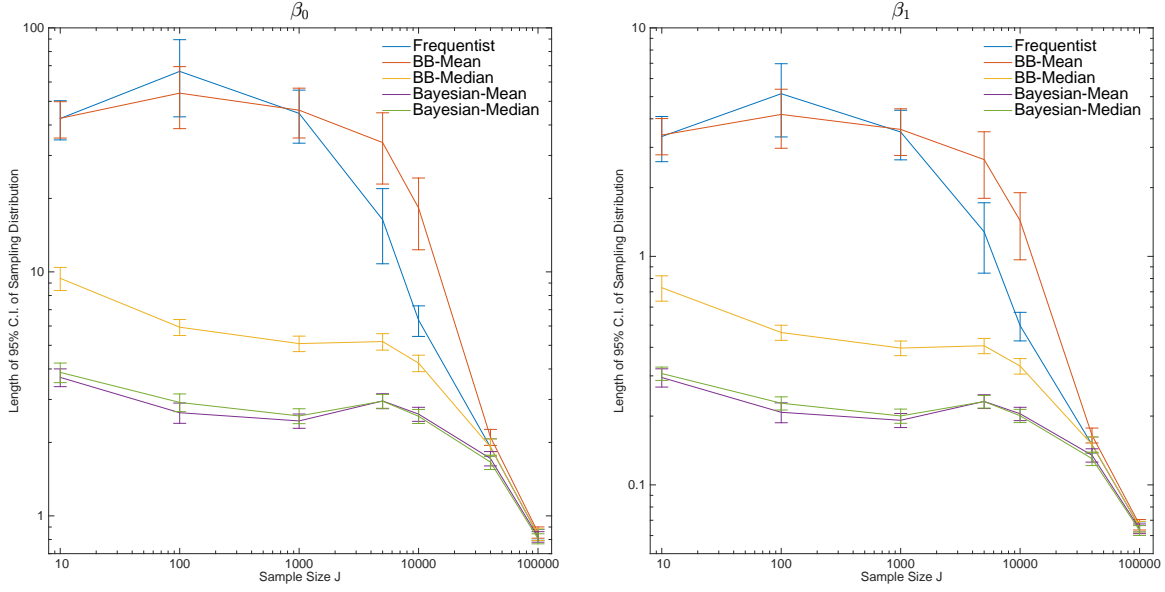 β0
100
10
1
Length of 95% C.I. of Sampling Distribution
10
100
1000
10000
100000
Sample Size J
Frequentist
BB-Mean
BB-Median
Bayesian-Mean
Bayesian-Median
β1
10
1
0.1
Length of 95% C.I. of Sampling Distribution
10
100
1000
10000
100000
Sample Size J
Frequentist
BB-Mean
BB-Median
Bayesian-Mean
Bayesian-Median